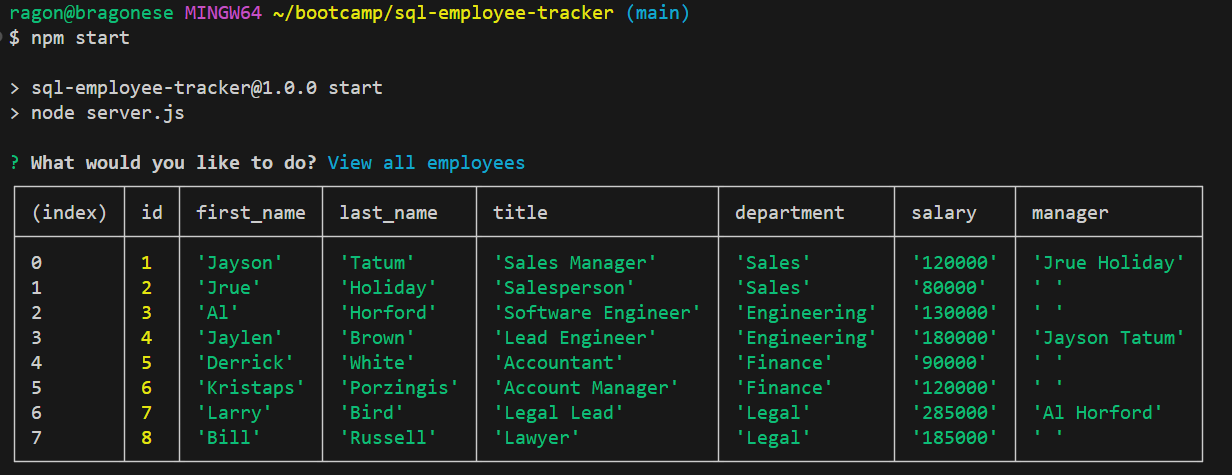 ragon@bragonese MINGW64 ~/bootcamp/sql-employee-tracker (main)
$ npm start
> sql-employee-tracker@1.0.0 start
> node server.js
? What would you like to do? View all employees
(index) id first_name last_name title department salary manager
0 1 'Jayson' 'Tatum' 'Sales Manager' 'Sales' '120000' 'Jrue Holiday'
1 2 'Jrue' 'Holiday' 'Salesperson' 'Sales' '80000' ' '
2 3 'Al' 'Horford' 'Software Engineer' 'Engineering' '130000' ' '
3 4 'Jaylen' 'Brown' 'Lead Engineer' 'Engineering' '180000' 'Jayson Tatum'
4 5 'Derrick' 'White' 'Accountant' 'Finance' '90000' ' '
5 6 'Kristaps' 'Porzingis' 'Account Manager' 'Finance' '120000' ' '
6 7 'Larry' 'Bird' 'Legal Lead' 'Legal' '285000' 'Al Horford'
7 8 'Bill' 'Russell' 'Lawyer' 'Legal' '185000' ' '